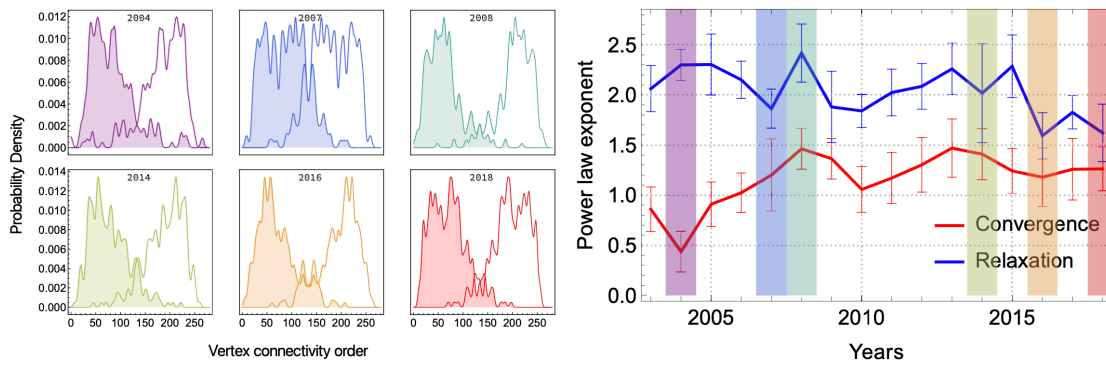 2004 2007 2008
0.012
0.010
0.008
0.006
0.004
0.002
0.000
2014 2016 2018
0.014
0.012
0.010
0.008
0.006
0.004
0.002
0.000
0 50 100 150 200 250 0 50 100 150 200 250 0 50 100 150 200 250
Probability Density
Vertex connectivity order
Power law exponent
2.5
2.0
1.5
1.0
0.5
0.0
Convergence
Relaxation
2005 2010 2015
Years